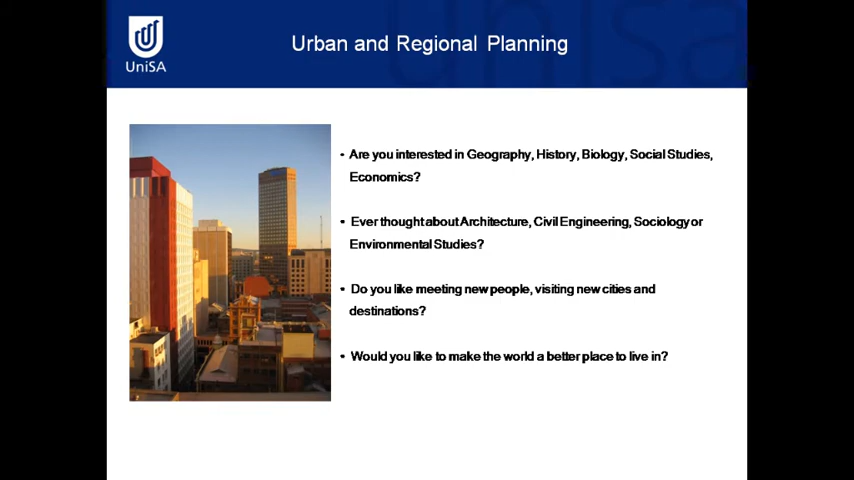 UniSA
Urban and Regional Planning
• Are you interested in Geography, History, Biology, Social Studies,
Economics?
• Ever thought about Architecture, Civil Engineering, Sociology or
Environmental Studies?
• Do you like meeting new people, visiting new cities and
destinations?
• Would you like to make the world a better place to live in?